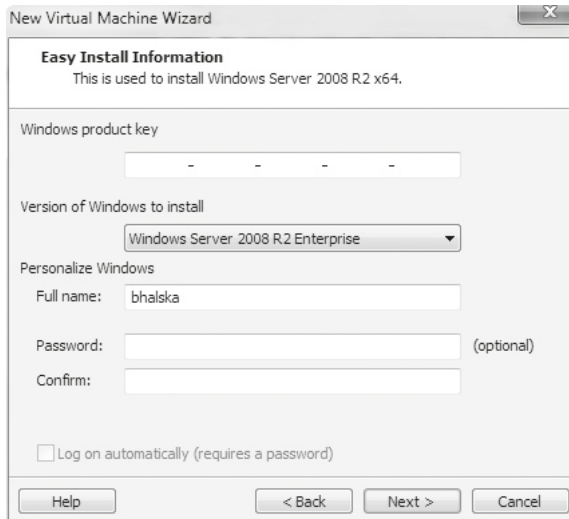 New Virtual Machine Wizard
X
Easy Install Information
This is used to install Windows Server 2008 R2 x64.
Windows product key
- - - -
Version of Windows to install
Windows Server 2008 R2 Enterprise
Personalize Windows
Full name: bhalska
Password: (optional)
Confirm:
Log on automatically (requires a password)
Help < Back Next > Cancel